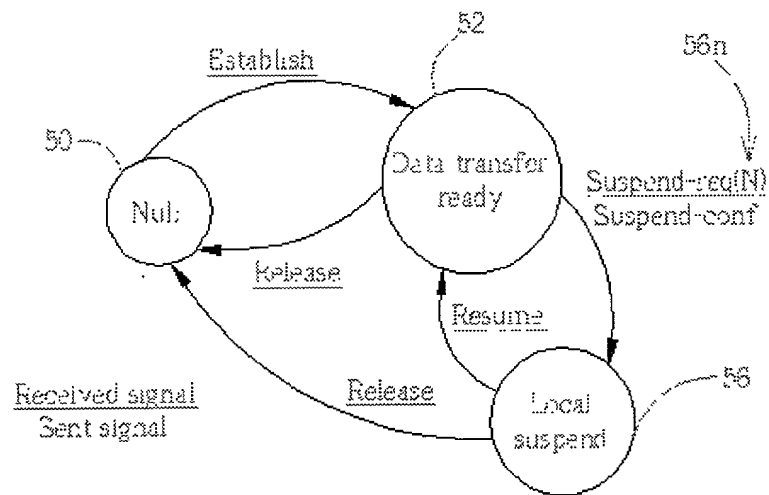 52
56n
Establish
50
Data transfer
ready
Suspend-req(N)
Suspend-conf
Null
Release
Resume
Received signal
Sent signal
Release
Local
suspend
56